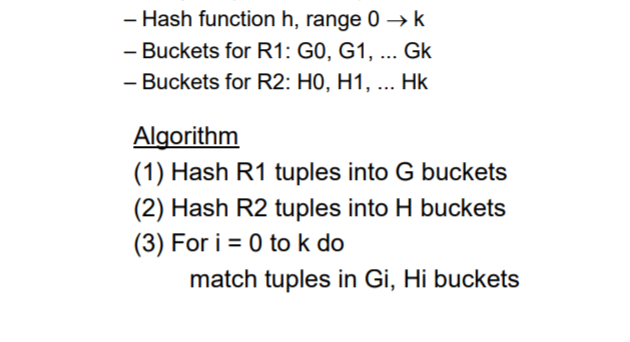 – Hash function h, range 0 → k
– Buckets for R1: G0, G1, ... Gk
– Buckets for R2: H0, H1, ... Hk
Algorithm
(1) Hash R1 tuples into G buckets
(2) Hash R2 tuples into H buckets
(3) For i = 0 to k do
match tuples in Gi, Hi buckets